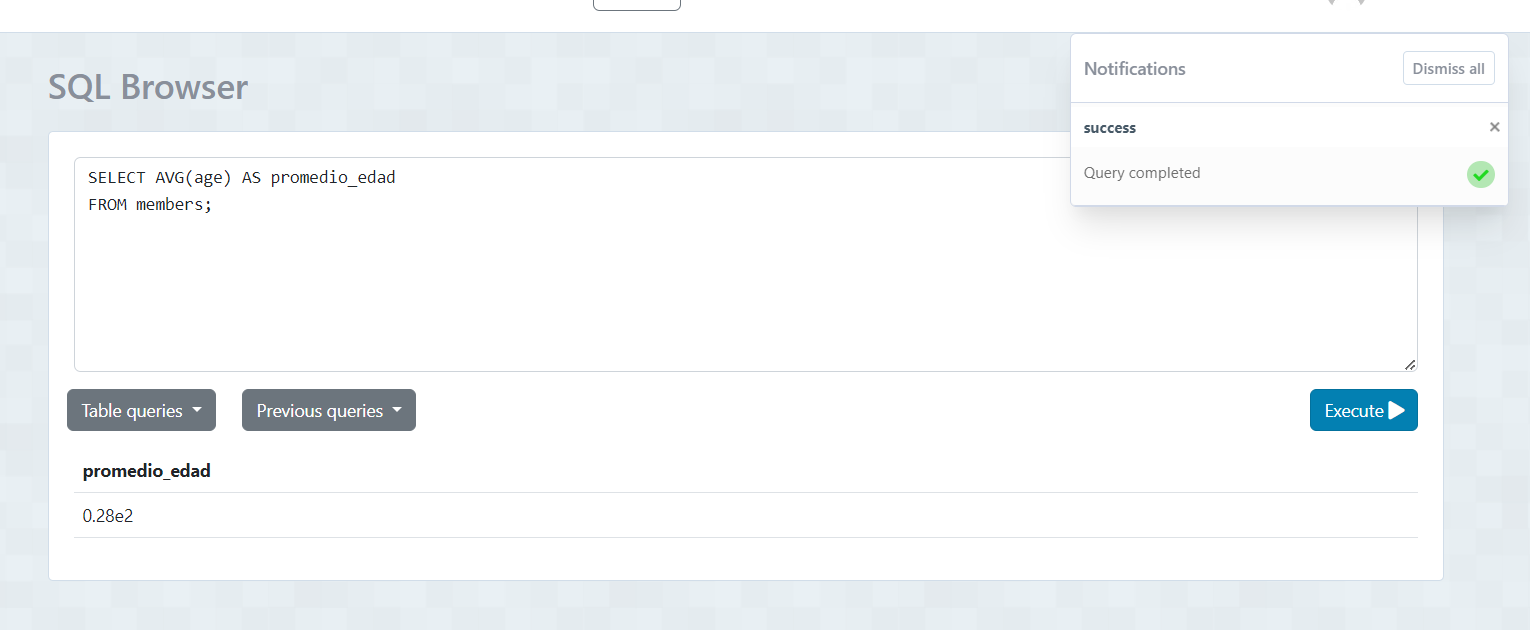 SQL Browser
Notifications
Dismiss all
success
×
Query completed
SELECT AVG(age) AS promedio_edad
FROM members;
Table queries
Previous queries
Execute
promedio_edad
0.28e2